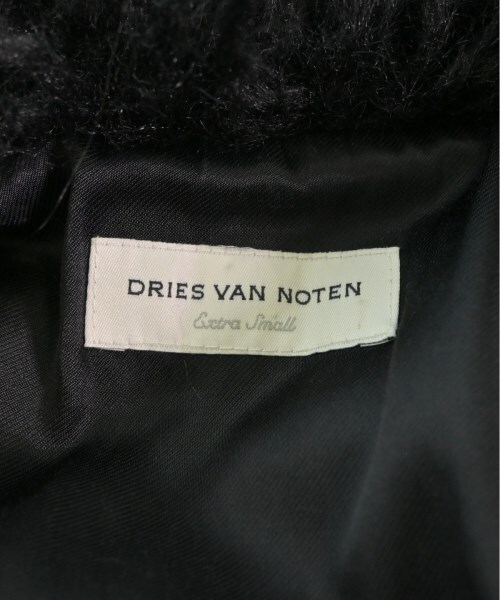 DRIES VAN NOTEN
Extra Small